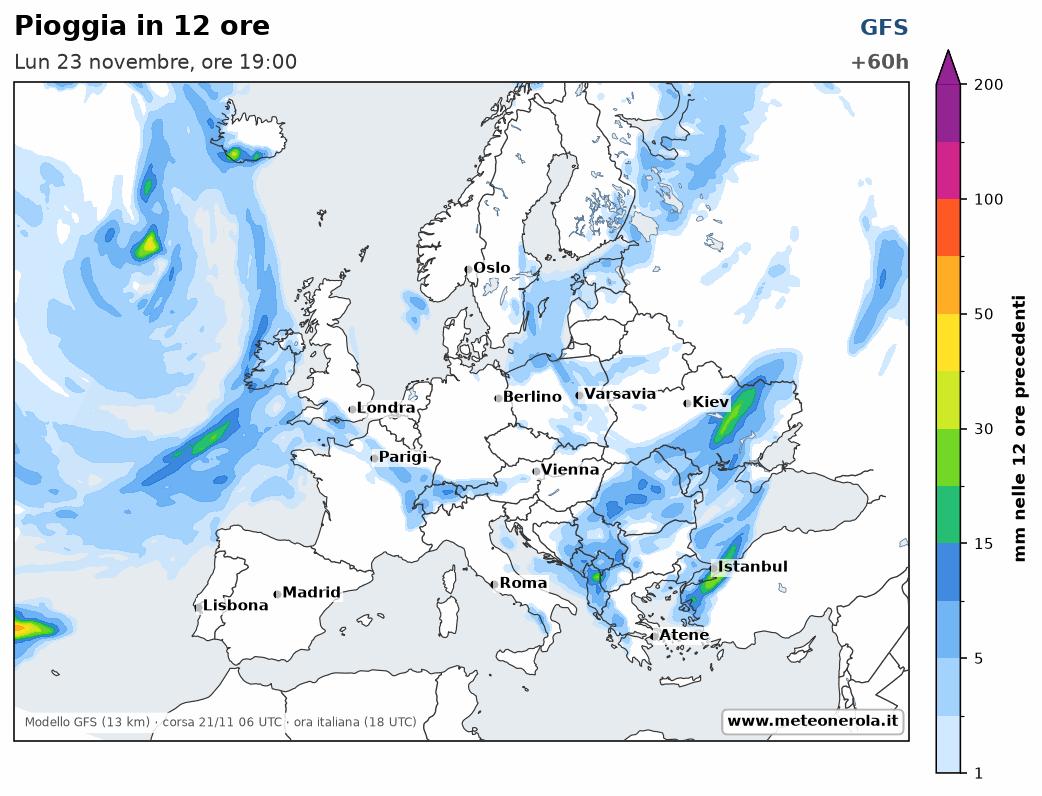 Pioggia in 12 ore
GFS
Lun 23 novembre, ore 19:00
+60h
200
100
50
30
15
5
1
mm nelle 12 ore precedenti
Oslo
Berlino
Varsavia
Kiev
Londra
Parigi
Vienna
Istanbul
Roma
Madrid
Lisbona
Atene
Modello GFS (13 km) · corsa 21/11 06 UTC · ora italiana (18 UTC)
www.meteonerola.it